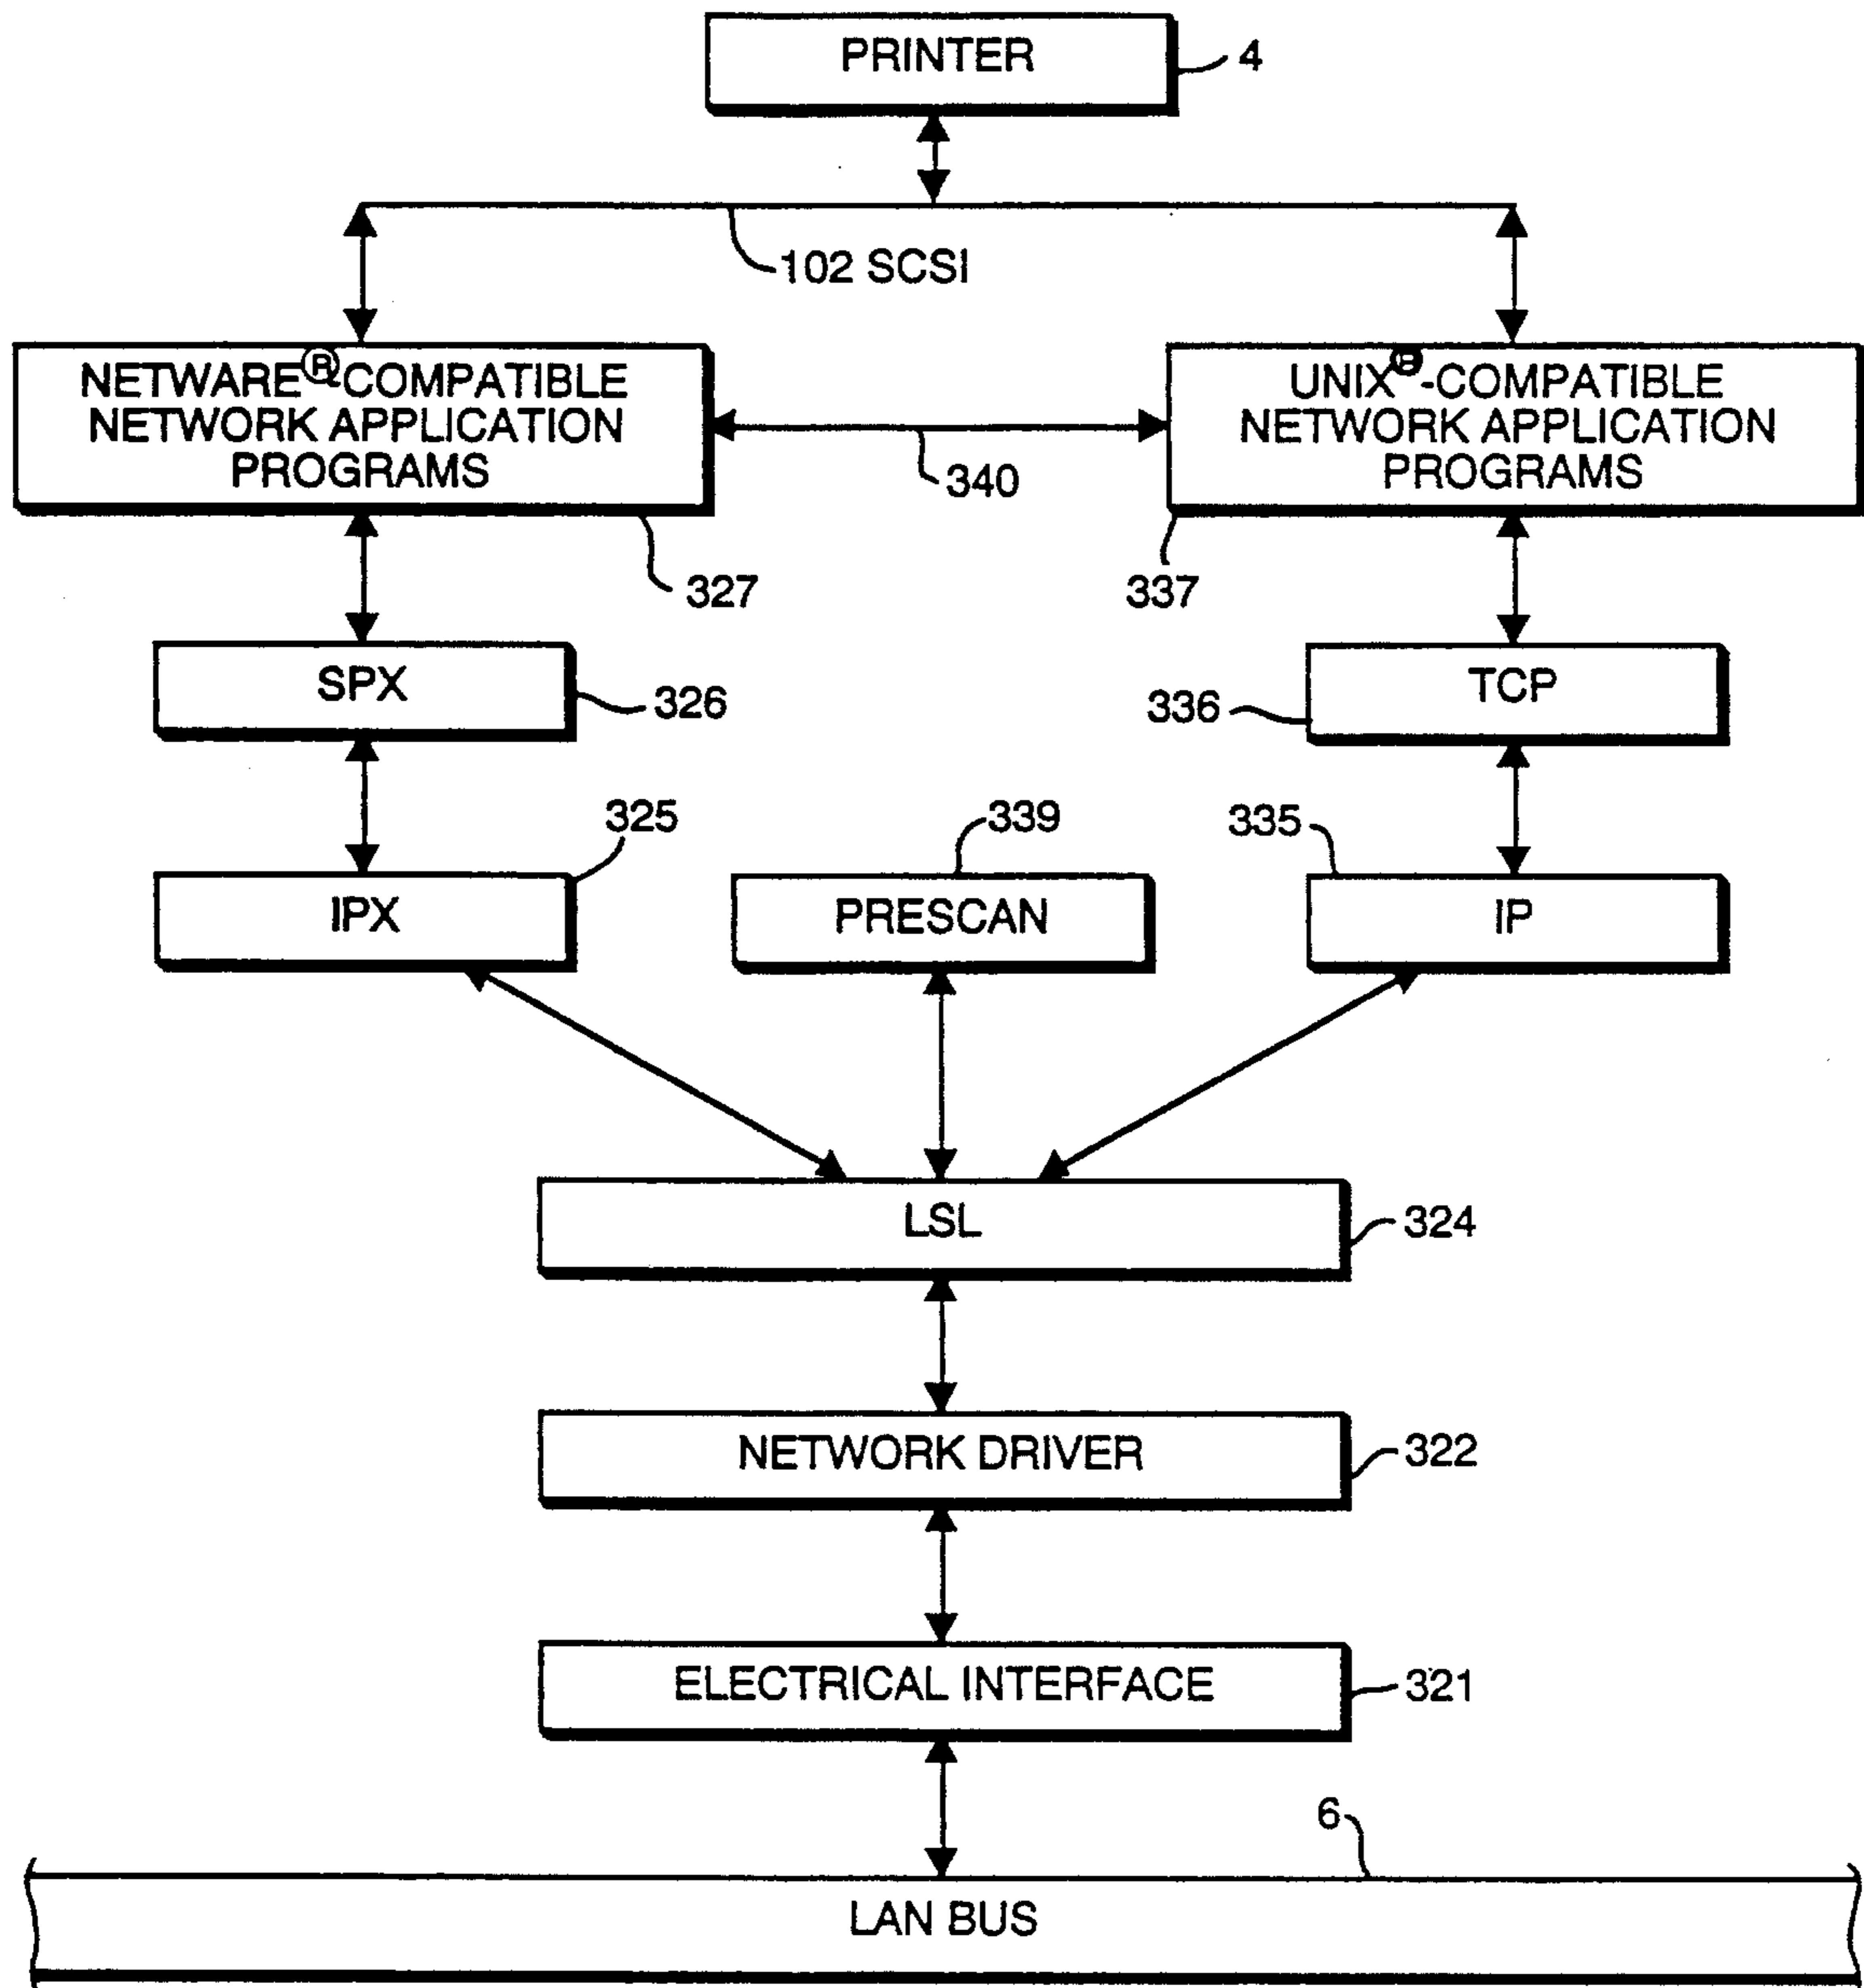 PRINTER
4
102 SCSI
NETWARE®-COMPATIBLE
NETWORK APPLICATION
PROGRAMS
UNIX®-COMPATIBLE
NETWORK APPLICATION
PROGRAMS
340
327
337
SPX
326
TCP
336
325
339
335
IPX
PRESCAN
IP
LSL
324
NETWORK DRIVER
322
ELECTRICAL INTERFACE
321
6
LAN BUS